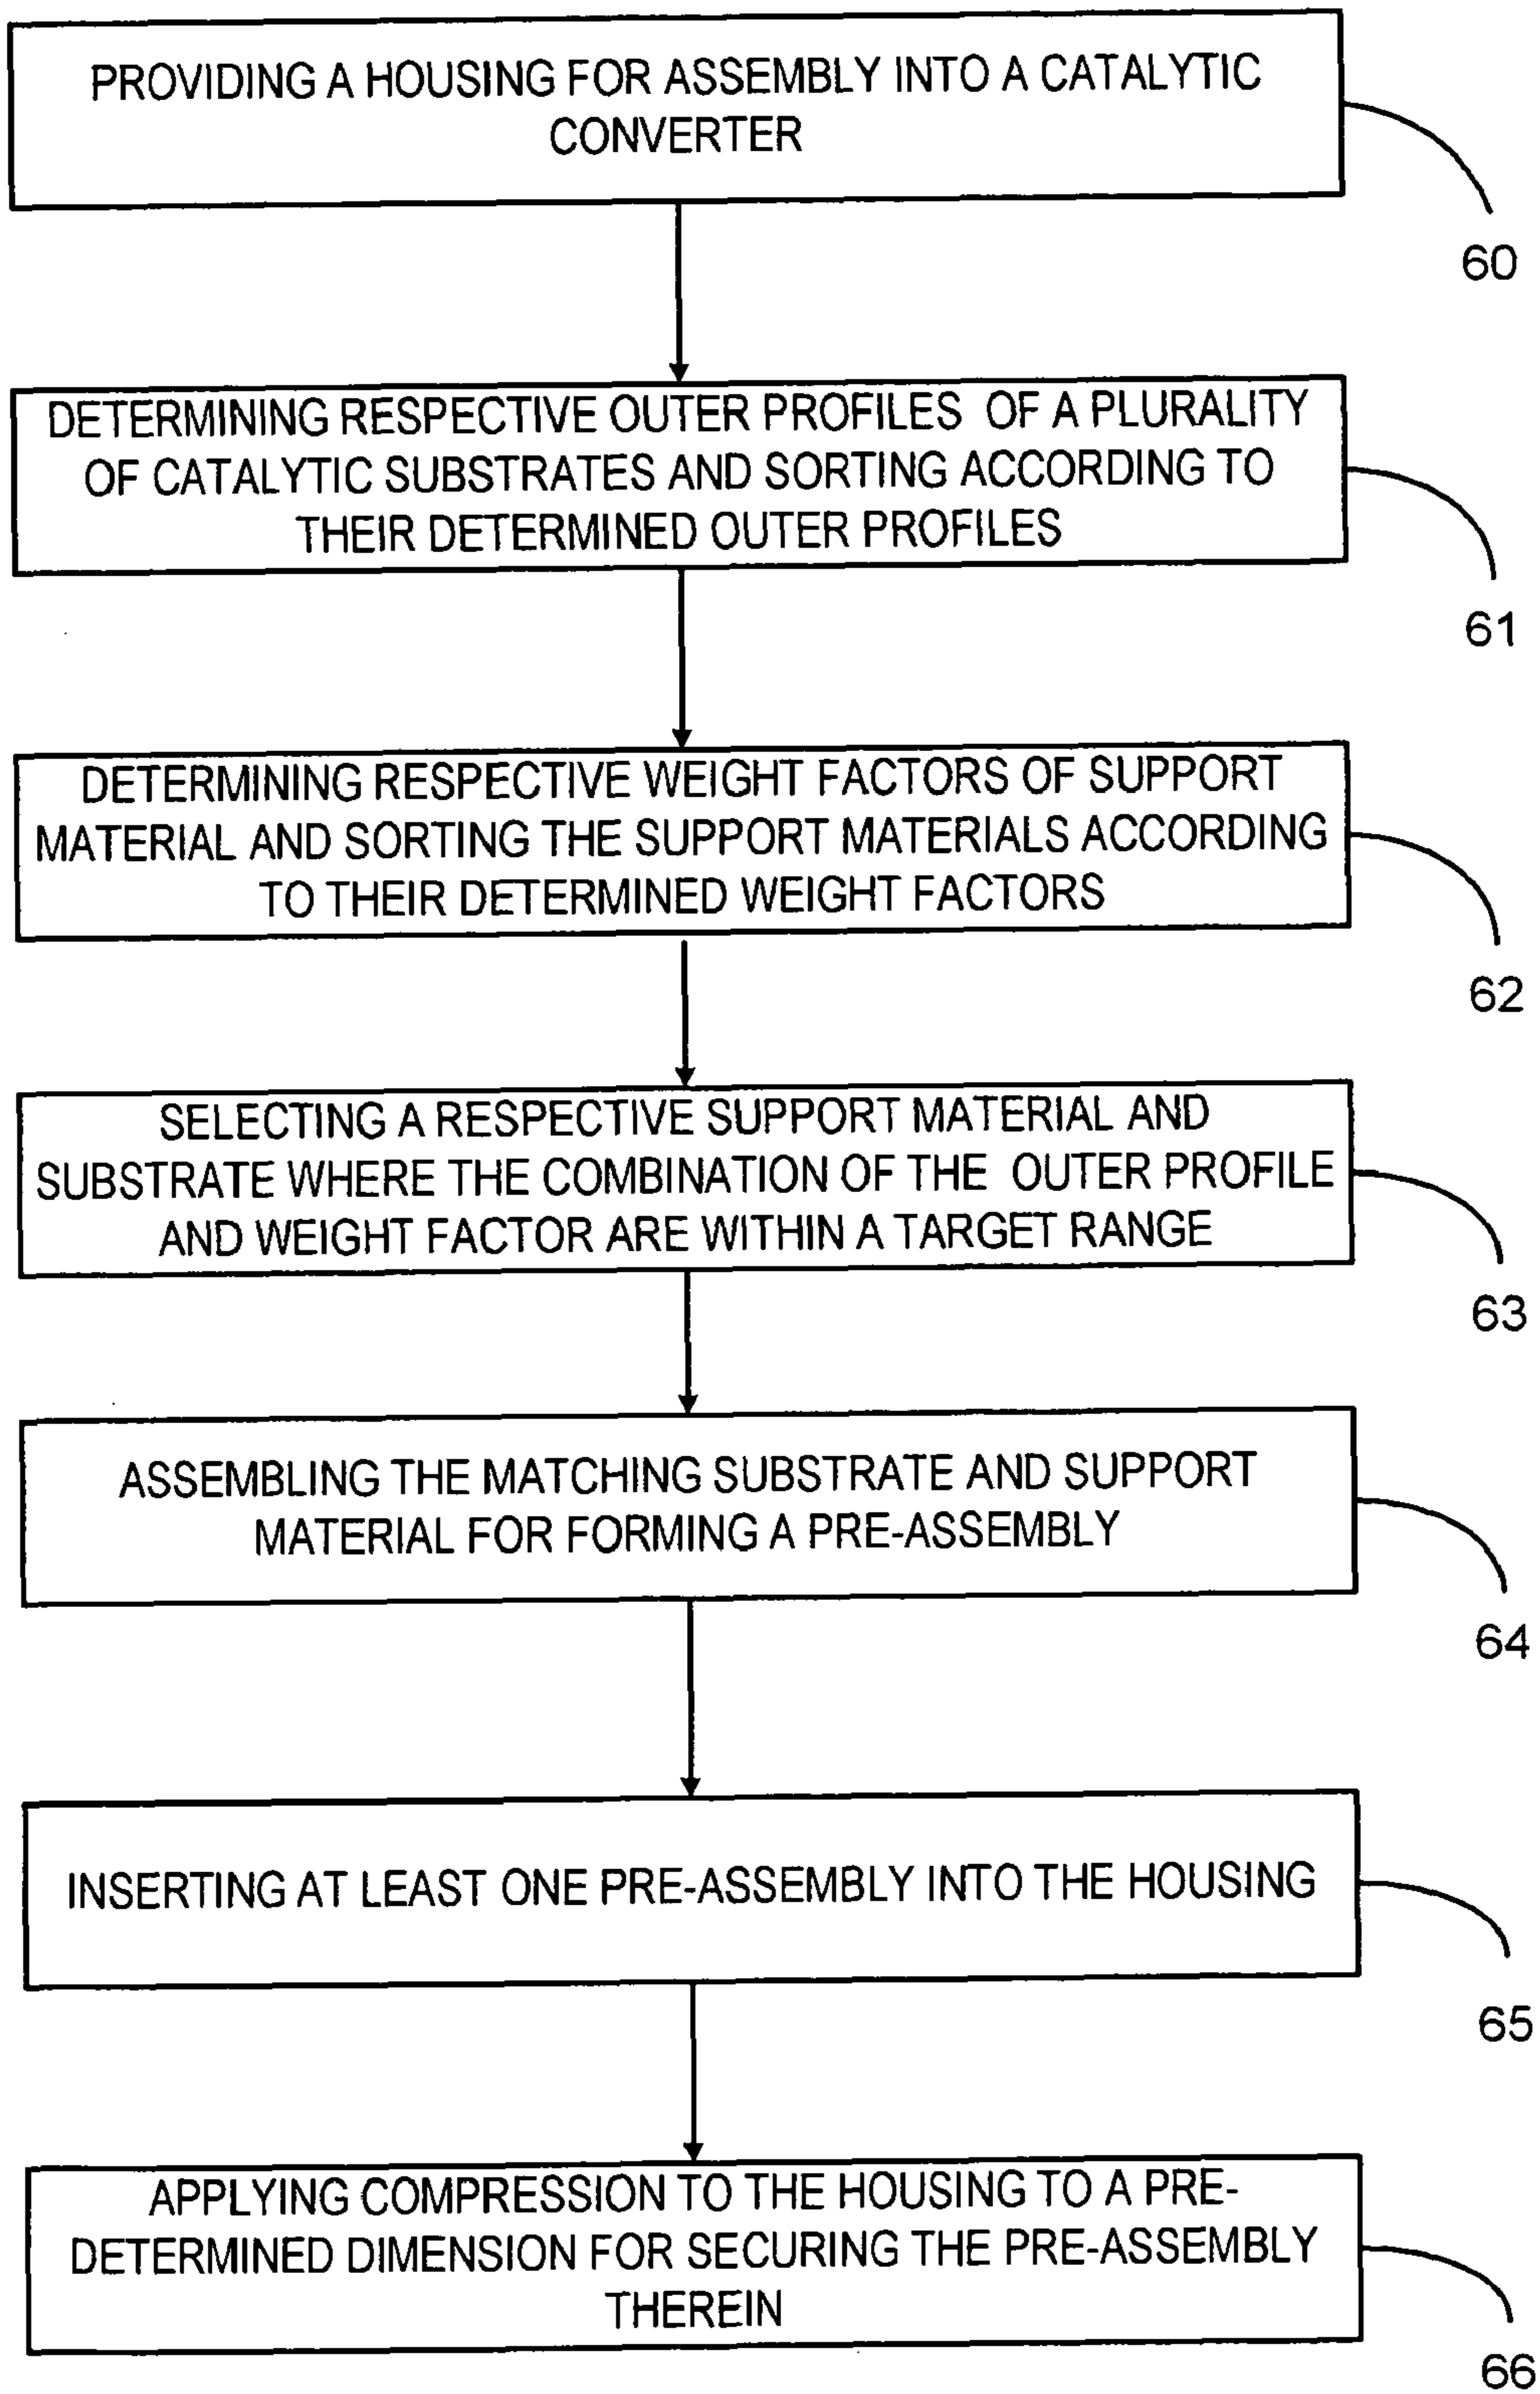 PROVIDING A HOUSING FOR ASSEMBLY INTO A CATALYTIC
CONVERTER
60
DETERMINING RESPECTIVE OUTER PROFILES OF A PLURALITY
OF CATALYTIC SUBSTRATES AND SORTING ACCORDING TO
THEIR DETERMINED OUTER PROFILES
61
DETERMINING RESPECTIVE WEIGHT FACTORS OF SUPPORT
MATERIAL AND SORTING THE SUPPORT MATERIALS ACCORDING
TO THEIR DETERMINED WEIGHT FACTORS
62
SELECTING A RESPECTIVE SUPPORT MATERIAL AND
SUBSTRATE WHERE THE COMBINATION OF THE OUTER PROFILE
AND WEIGHT FACTOR ARE WITHIN A TARGET RANGE
63
ASSEMBLING THE MATCHING SUBSTRATE AND SUPPORT
MATERIAL FOR FORMING A PRE-ASSEMBLY
64
INSERTING AT LEAST ONE PRE-ASSEMBLY INTO THE HOUSING
65
APPLYING COMPRESSION TO THE HOUSING TO A PRE-
DETERMINED DIMENSION FOR SECURING THE PRE-ASSEMBLY
THEREIN
66